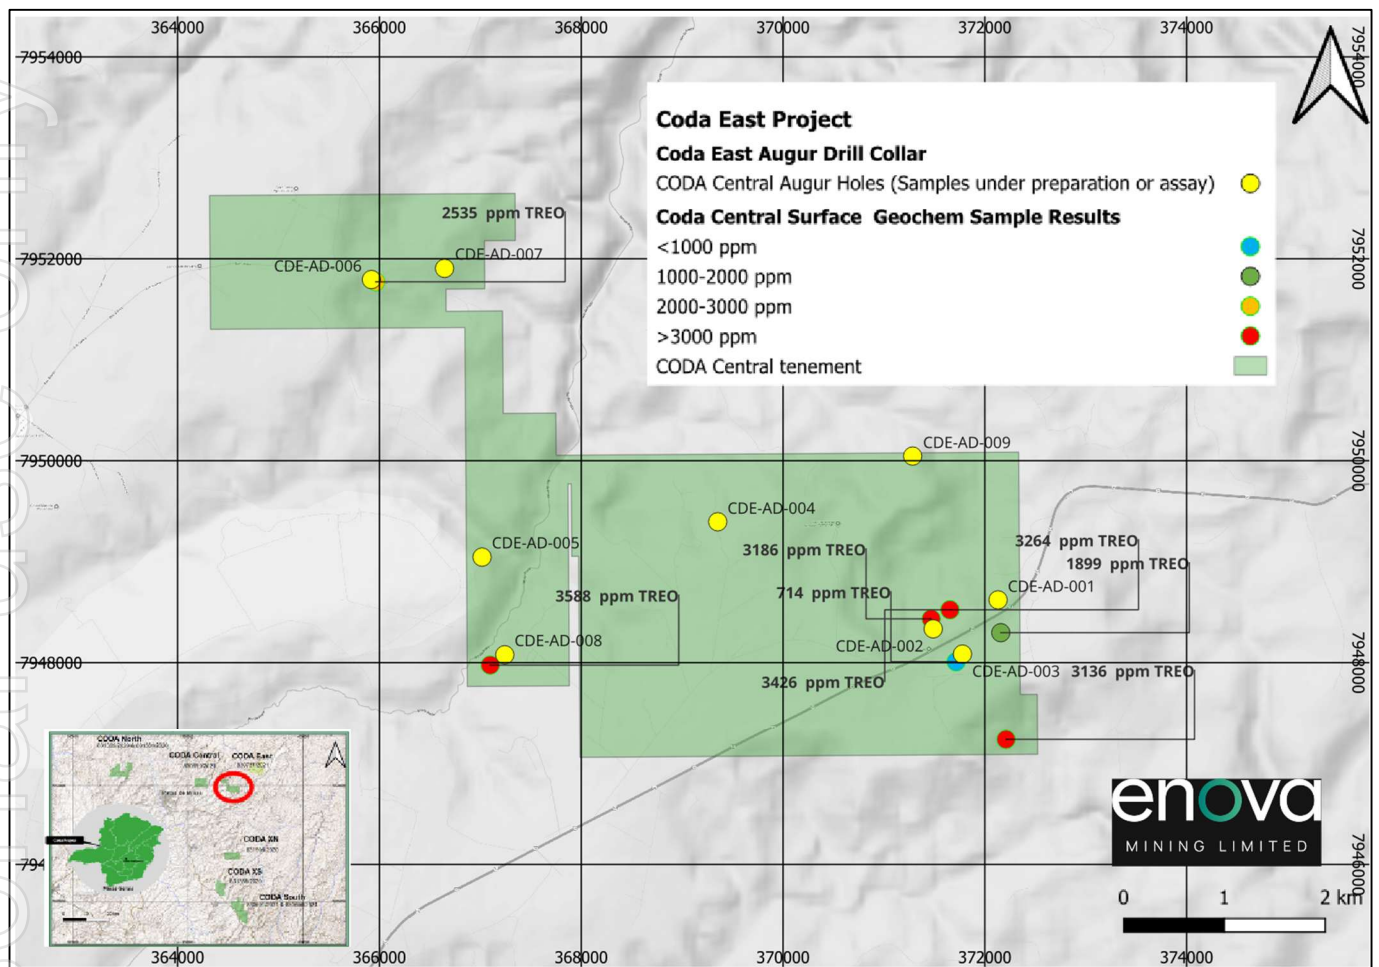 364000 366000 368000 370000 372000 374000
7954000 7954000
Coda East Project
Coda East Augur Drill Collar
CODA Central Augur Holes (Samples under preparation or assay)
Coda Central Surface Geochem Sample Results
<1000 ppm
1000-2000 ppm
2000-3000 ppm
>3000 ppm
CODA Central tenement
2535 ppm TREO
CDE-AD-006
CDE-AD-007
7952000 7952000
7950000 7950000
CDE-AD-009
CDE-AD-004
CDE-AD-005
3186 ppm TREO
3264 ppm TREO
1899 ppm TREO
3588 ppm TREO
714 ppm TREO
CDE-AD-001
CDE-AD-008
CDE-AD-002
7948000 7948000
CDE-AD-003
3136 ppm TREO
3426 ppm TREO
CODA North
CODA Central
CODA East
CODA XN
CODA XS
CODA South
Minas Gerais
enova
MINING LIMITED
7946000
0 1 2 km
364000 366000 368000 370000 372000 374000